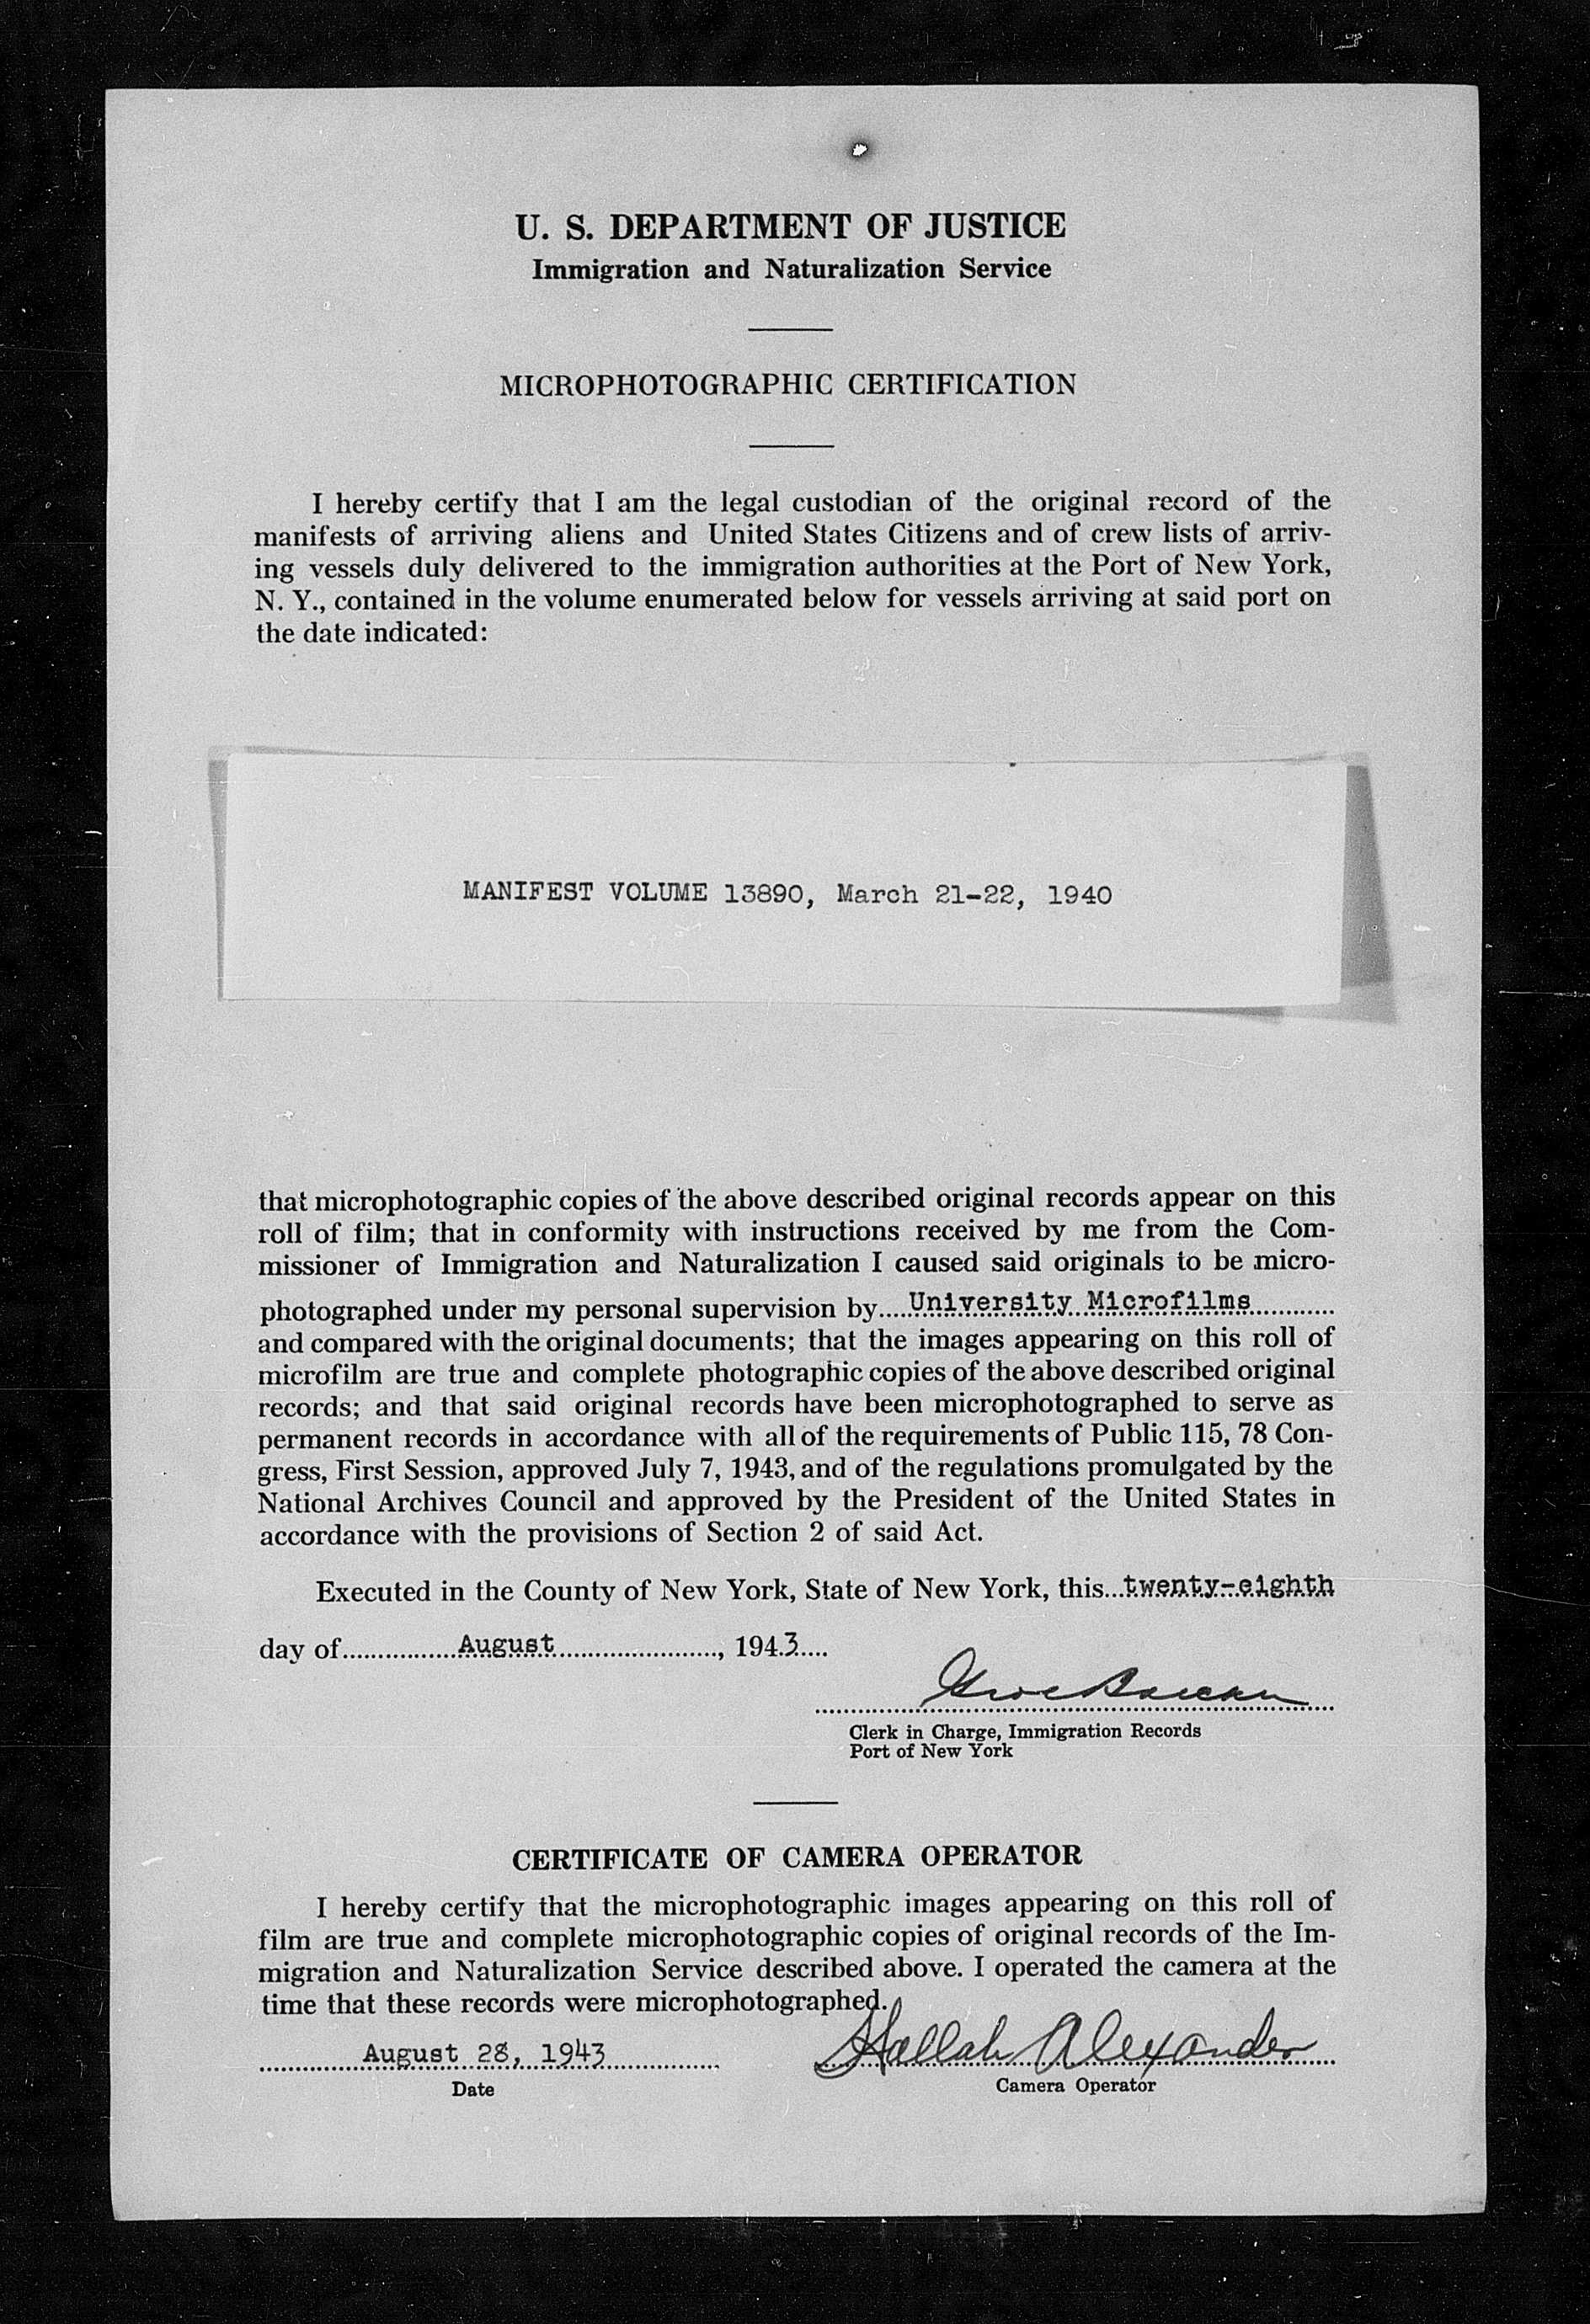 U. S. DEPARTMENT OF JUSTICE
Immigration and Naturalization Service
MICROPHOTOGRAPHIC CERTIFICATION
I hereby certify that I am the legal custodian of the original record of the
manifests of arriving aliens and United States Citizens and of crew lists of arriv-
ing vessels duly delivered to the immigration authorities at the Port of New York,
N. Y., contained in the volume enumerated below for vessels arriving at said port on
the date indicated:
MANIFEST VOLUME 13890, March 21-22, 1940
that microphotographic copies of the above described original records appear on this
roll of film; that in conformity with instructions received by me from the Com-
missioner of Immigration and Naturalization I caused said originals to be micro-
photographed under my personal supervision by....University Microfilms............
and compared with the original documents; that the images appearing on this roll of
microfilm are true and complete photographic copies of the above described original
records; and that said original records have been microphotographed to serve as
permanent records in accordance with all of the requirements of Public 115, 78 Con-
gress, First Session, approved July 7, 1943, and of the regulations promulgated by the
National Archives Council and approved by the President of the United States in
accordance with the provisions of Section 2 of said Act.
Executed in the County of New York, State of New York, this...twenty-eighth
day of.................August............................, 1943....
Clerk in Charge, Immigration Records
Port of New York
CERTIFICATE OF CAMERA OPERATOR
I hereby certify that the microphotographic images appearing on this roll of
film are true and complete microphotographic copies of original records of the Im-
migration and Naturalization Service described above. I operated the camera at the
time that these records were microphotographed.
August 28, 1943 Hallah Alexander
Date Camera Operator